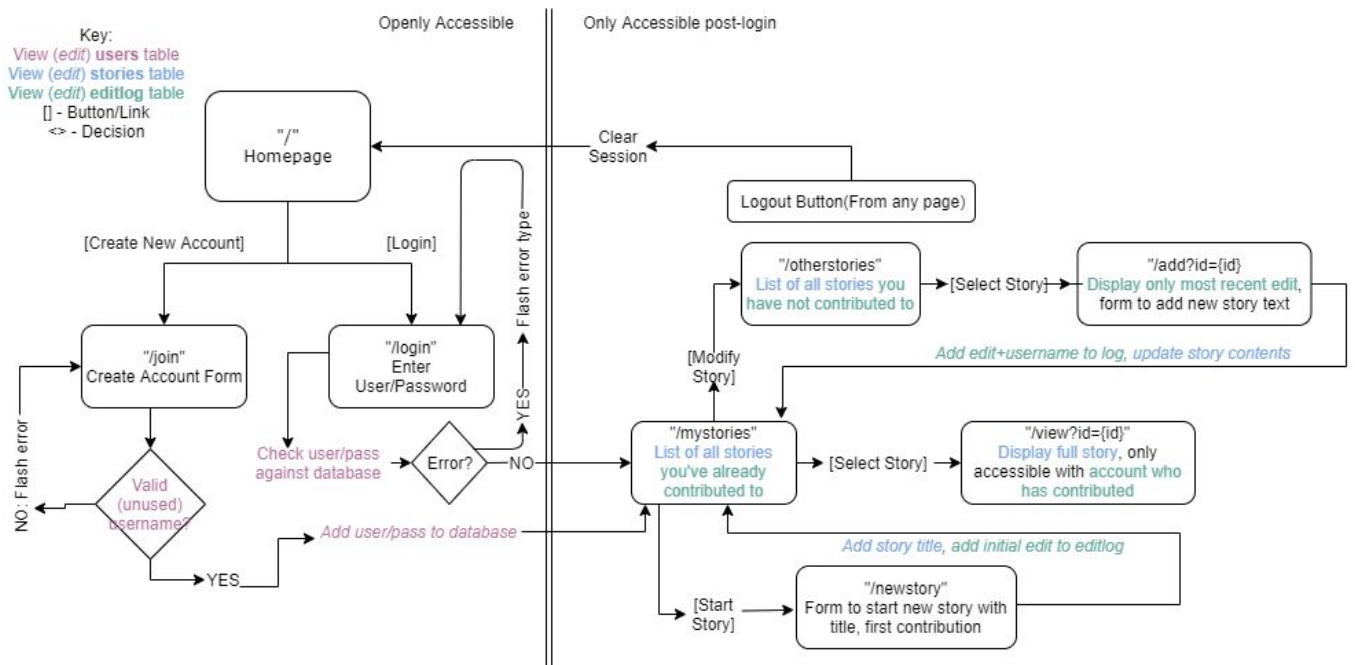 Openly Accessible
Only Accessible post-login
Key:
View (edit) users table
View (edit) stories table
View (edit) editlog table
[] - Button/Link
<> - Decision
"/"
Homepage
Clear
Session
Logout Button(From any page)
[Create New Account]
[Login]
Flash error type
"/join"
Create Account Form
"/login"
Enter
User/Password
YES
NO: Flash error
Valid
(unused)
username?
Check user/pass
against database
Error?
NO
YES
Add user/pass to database
"/otherstories"
List of all stories you
have not contributed to
[Select Story]
"/add?id={id}
Display only most recent edit,
form to add new story text
[Modify
Story]
Add edit+username to log, update story contents
"/mystories"
List of all stories
you've already
contributed to
[Select Story]
"/view?id={id}"
Display full story, only
accessible with account who
has contributed
Add story title, add initial edit to editlog
[Start
Story]
"/newstory"
Form to start new story with
title, first contribution